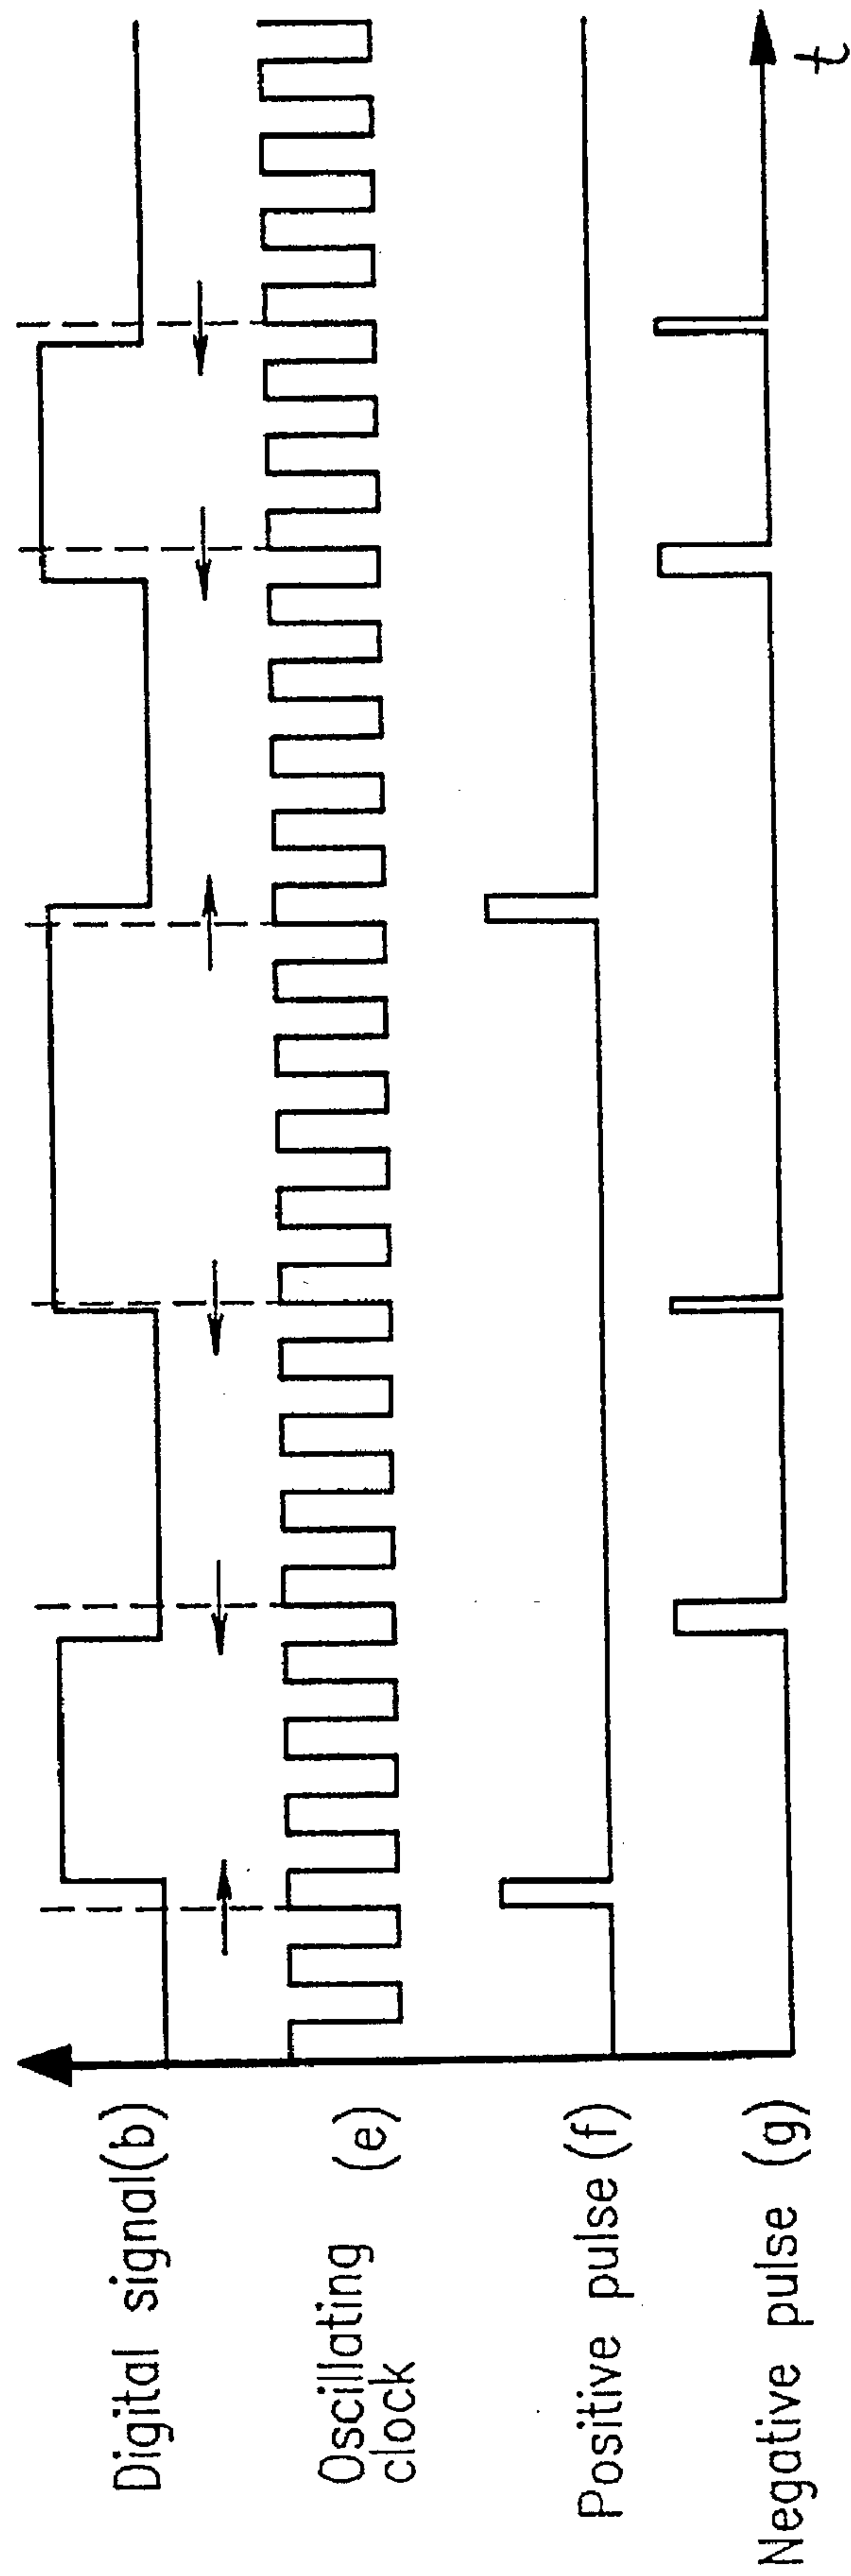 Digital signal(b)
Oscillating (e)
clock
Positive pulse (f)
Negative pulse (g)
t